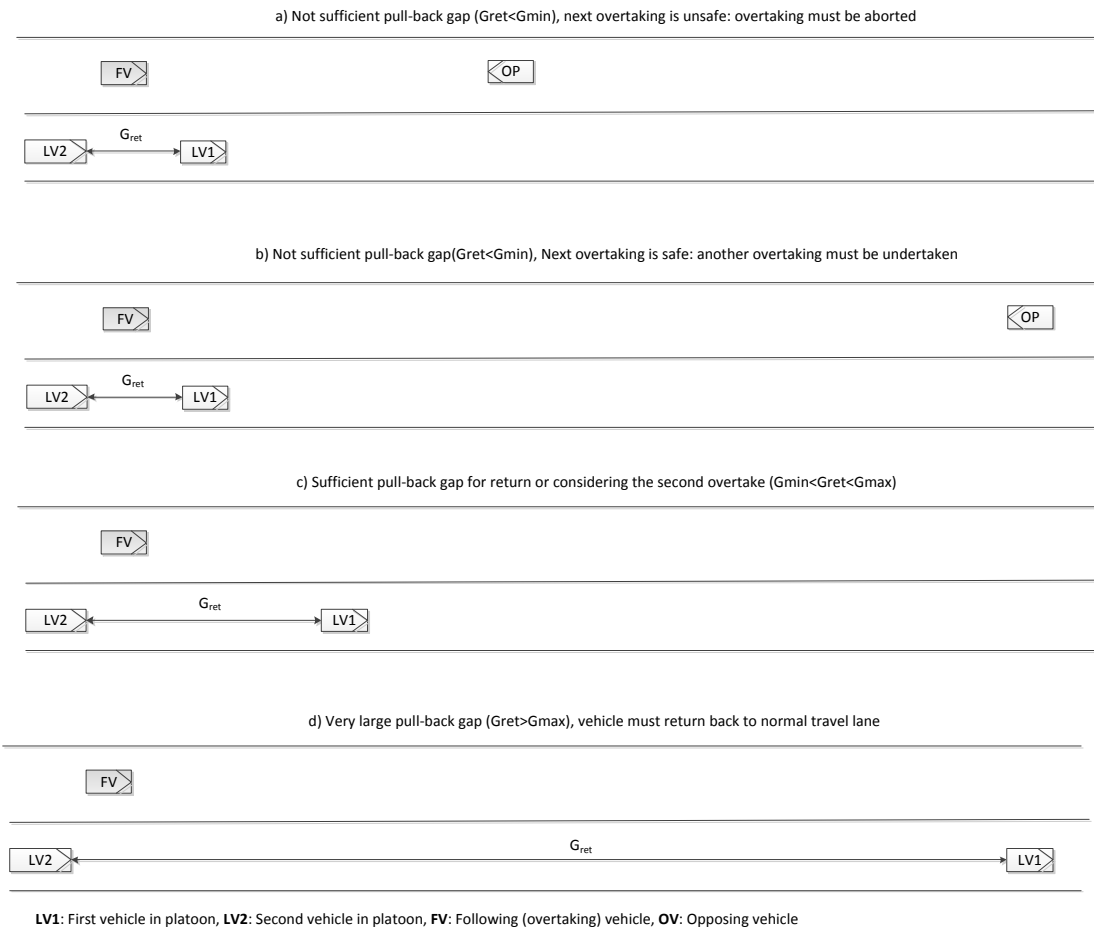 a) Not sufficient pull-back gap (Gret<Gmin), next overtaking is unsafe: overtaking must be aborted
FV OP
Gret
LV2 LV1
b) Not sufficient pull-back gap(Gret<Gmin), Next overtaking is safe: another overtaking must be undertaken
FV OP
Gret
LV2 LV1
c) Sufficient pull-back gap for return or considering the second overtake (Gmin<Gret<Gmax)
FV
Gret
LV2 LV1
d) Very large pull-back gap (Gret>Gmax), vehicle must return back to normal travel lane
FV
Gret
LV2 LV1
LV1: First vehicle in platoon, LV2: Second vehicle in platoon, FV: Following (overtaking) vehicle, OV: Opposing vehicle